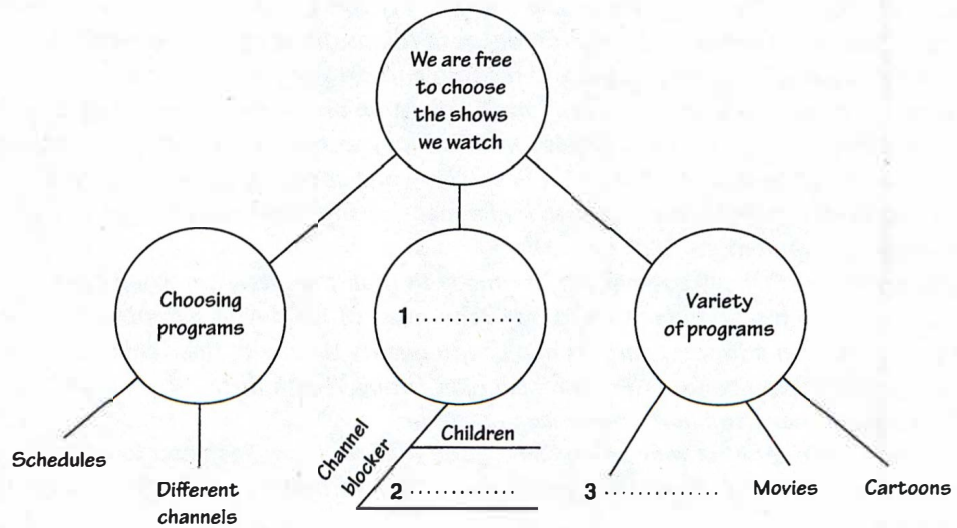 We are free
to choose
the shows
we watch
Choosing
programs
1............
Variety
of programs
Schedules
Different
channels
Channel
blocker
Children
2............
3............
Movies
Cartoons